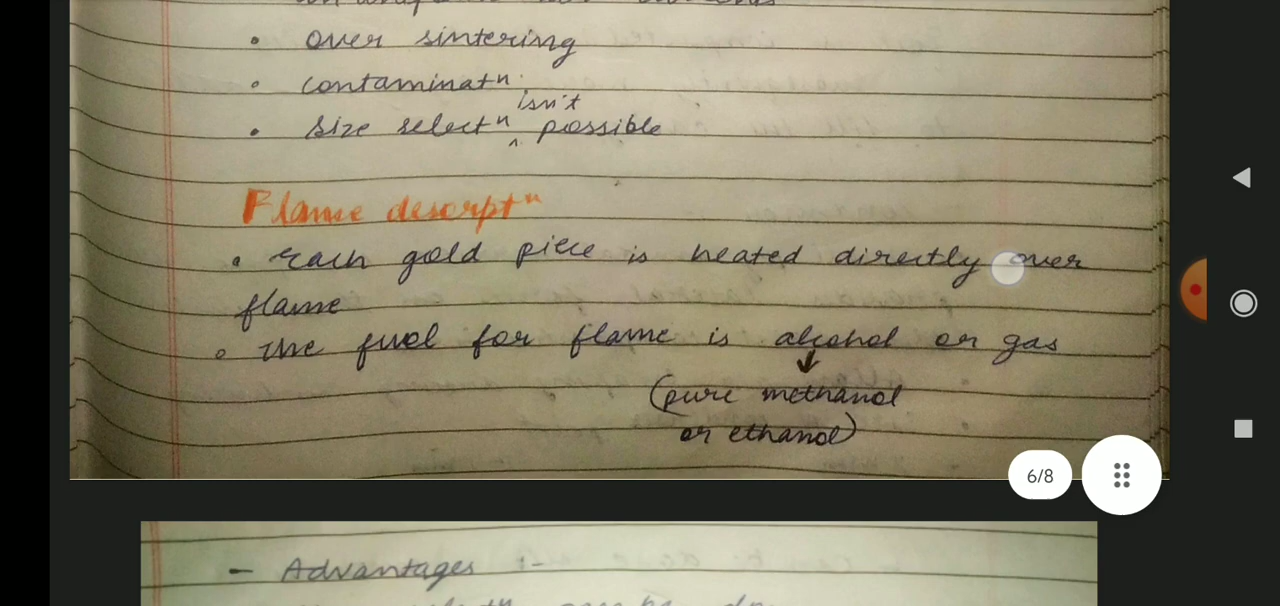 • over sintering
• contaminatⁿ.
isn't
• Size selectⁿ ^ possible
Flame descrptⁿ
• Each gold piece is heated directly over
flame
• The fuel for flame is alcohol or gas
(pure methanol
or ethanol)
6/8
- Advantages :-